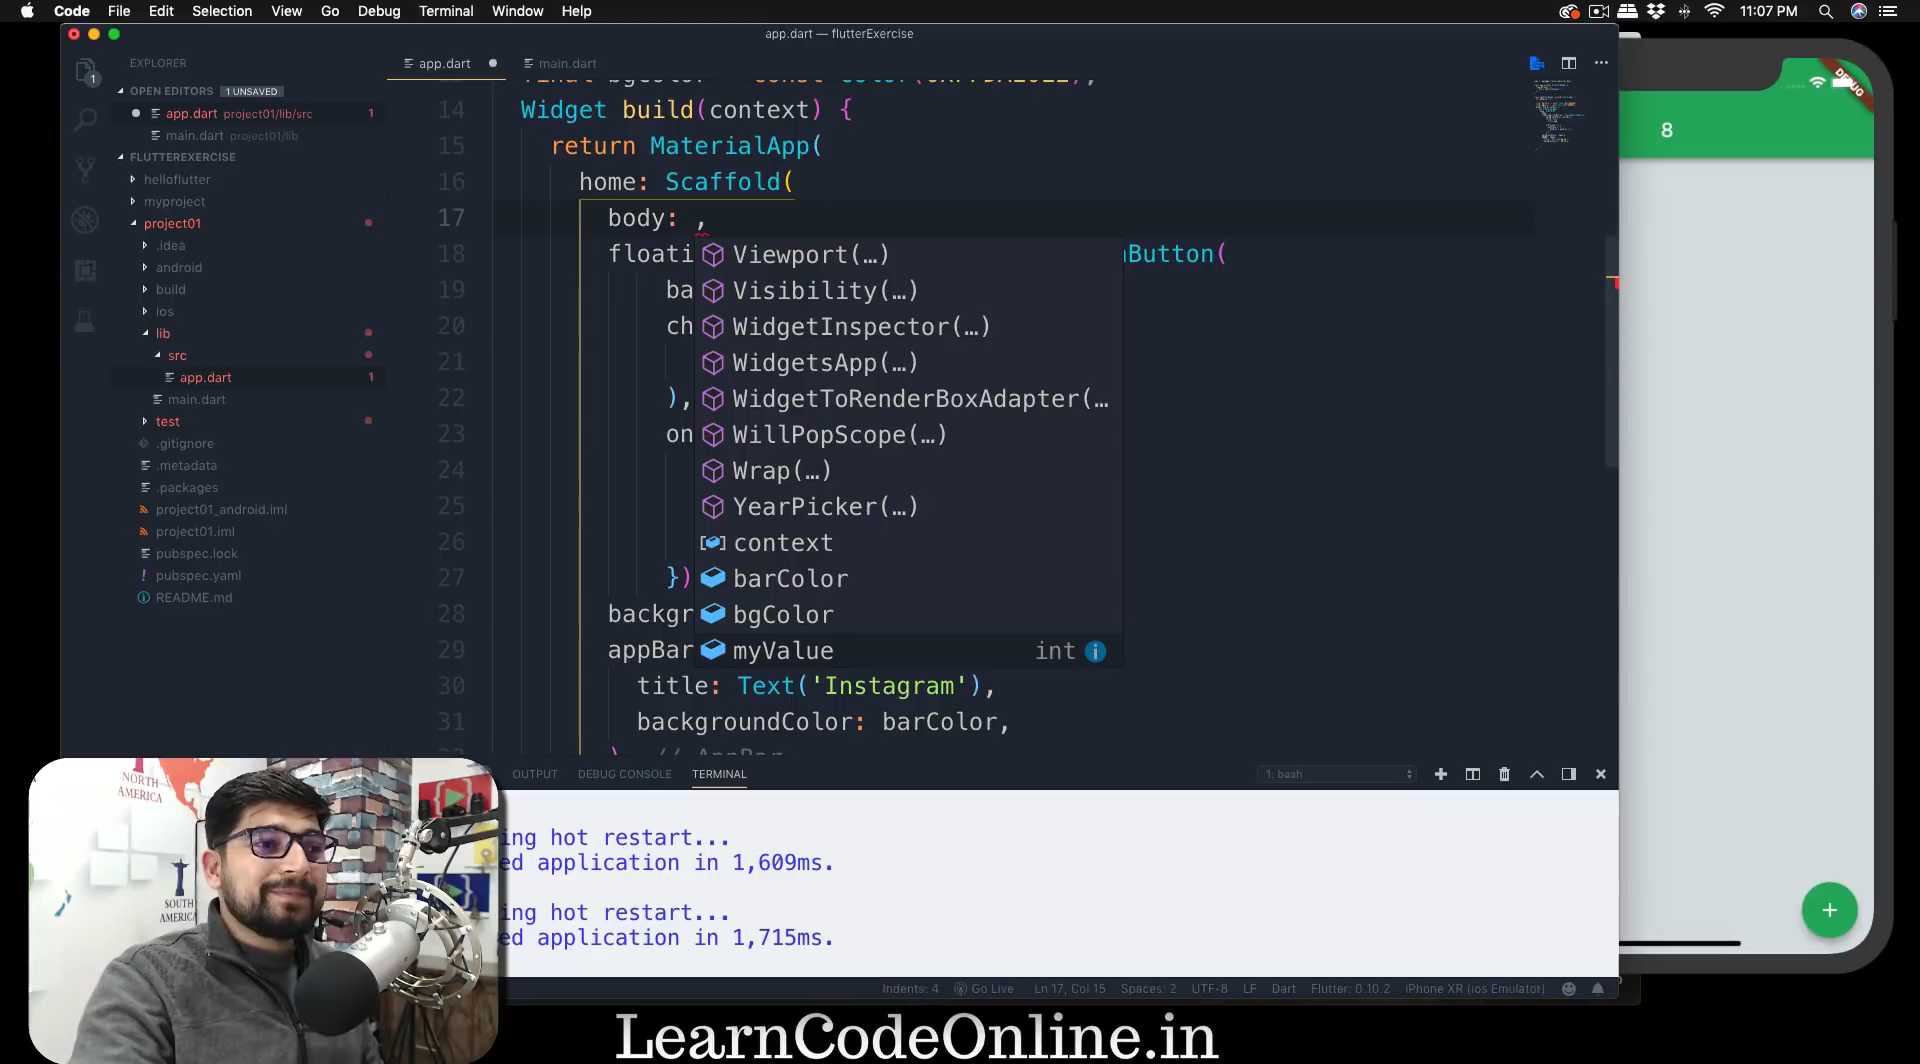 Code File Edit Selection View Go Debug Terminal Window Help 11:07 PM
app.dart — flutterExercise
EXPLORER
app.dart
main.dart
OPEN EDITORS 1 UNSAVED
app.dart project01/lib/src 1
main.dart project01/lib
FLUTTEREXERCISE
helloflutter
myproject
project01
.idea
android
build
ios
lib
src
app.dart 1
main.dart
test
.gitignore
.metadata
.packages
project01_android.iml
project01.iml
pubspec.lock
pubspec.yaml
README.md
14 Widget build(context) {
15 return MaterialApp(
16 home: Scaffold(
17 body: ,
18 floati Button(
19 ba
20 ch
21
22 ),
23 on
24
25
26
27 })
28 backgr
29 appBar
30 title: Text('Instagram'),
31 backgroundColor: barColor,
Viewport(…)
Visibility(…)
WidgetInspector(…)
WidgetsApp(…)
WidgetToRenderBoxAdapter(…
WillPopScope(…)
Wrap(…)
YearPicker(…)
context
barColor
bgColor
myValue int
OUTPUT DEBUG CONSOLE TERMINAL 1: bash
ing hot restart...
ed application in 1,609ms.
ing hot restart...
ed application in 1,715ms.
Indents: 4 Go Live Ln 17, Col 15 Spaces: 2 UTF-8 LF Dart Flutter: 0.10.2 iPhone XR (ios Emulator)
8
DEBUG
+
NORTH
AMERICA
SOUTH
AMERICA
LearnCodeOnline.in